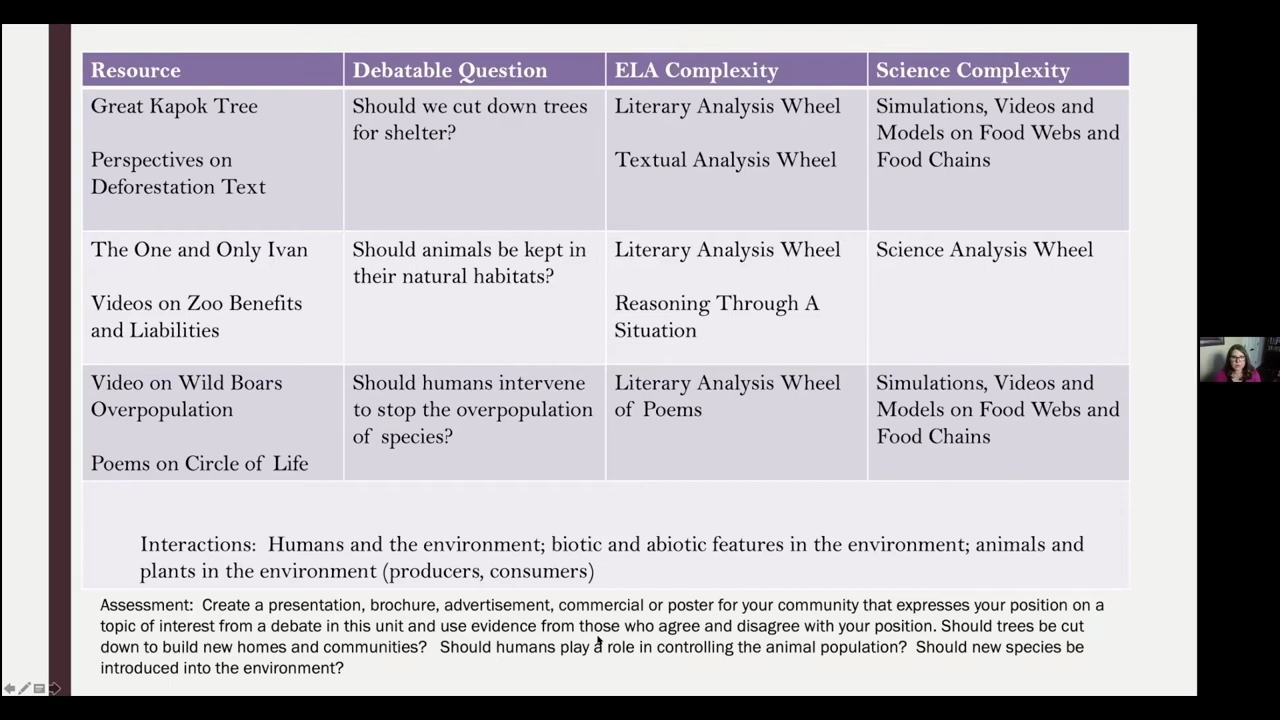 Resource
Debatable Question
ELA Complexity
Science Complexity
Great Kapok Tree
Perspectives on
Deforestation Text
Should we cut down trees
for shelter?
Literary Analysis Wheel
Textual Analysis Wheel
Simulations, Videos and
Models on Food Webs and
Food Chains
The One and Only Ivan
Videos on Zoo Benefits
and Liabilities
Should animals be kept in
their natural habitats?
Literary Analysis Wheel
Reasoning Through A
Situation
Science Analysis Wheel
Video on Wild Boars
Overpopulation
Poems on Circle of Life
Should humans intervene
to stop the overpopulation
of species?
Literary Analysis Wheel
of Poems
Simulations, Videos and
Models on Food Webs and
Food Chains
Interactions: Humans and the environment; biotic and abiotic features in the environment; animals and
plants in the environment (producers, consumers)
Assessment: Create a presentation, brochure, advertisement, commercial or poster for your community that expresses your position on a
topic of interest from a debate in this unit and use evidence from those who agree and disagree with your position. Should trees be cut
down to build new homes and communities? Should humans play a role in controlling the animal population? Should new species be
introduced into the environment?